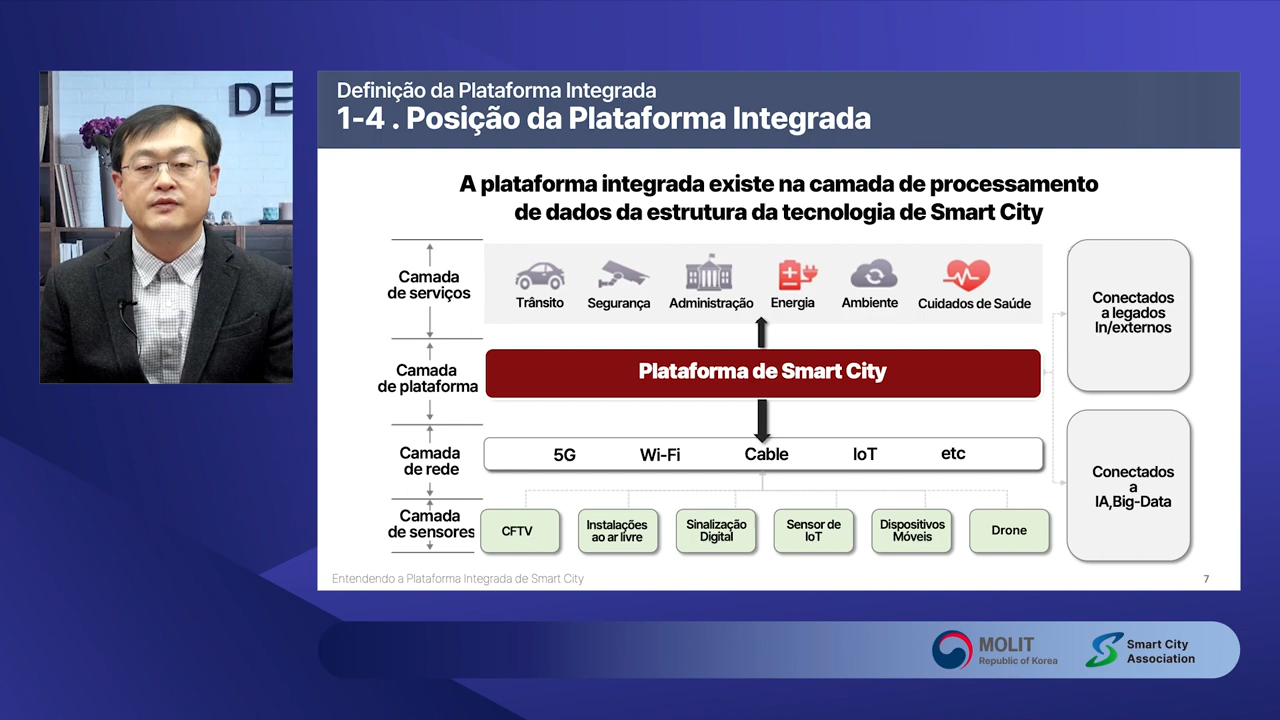 DE
Definição da Plataforma Integrada
1-4 . Posição da Plataforma Integrada
A plataforma integrada existe na camada de processamento
de dados da estrutura da tecnologia de Smart City
Camada
de serviços
Trânsito
Segurança
Administração
Energia
Ambiente
Cuidados de Saúde
Camada
de plataforma
Plataforma de Smart City
Camada
de rede
5G
Wi-Fi
Cable
IoT
etc
Camada
de sensores
CFTV
Instalações
ao ar livre
Sinalização
Digital
Sensor de
IoT
Dispositivos
Móveis
Drone
Conectados
a legados
In/externos
Conectados
a
IA,Big-Data
Entendendo a Plataforma Integrada de Smart City
7
MOLIT
Republic of Korea
Smart City
Association